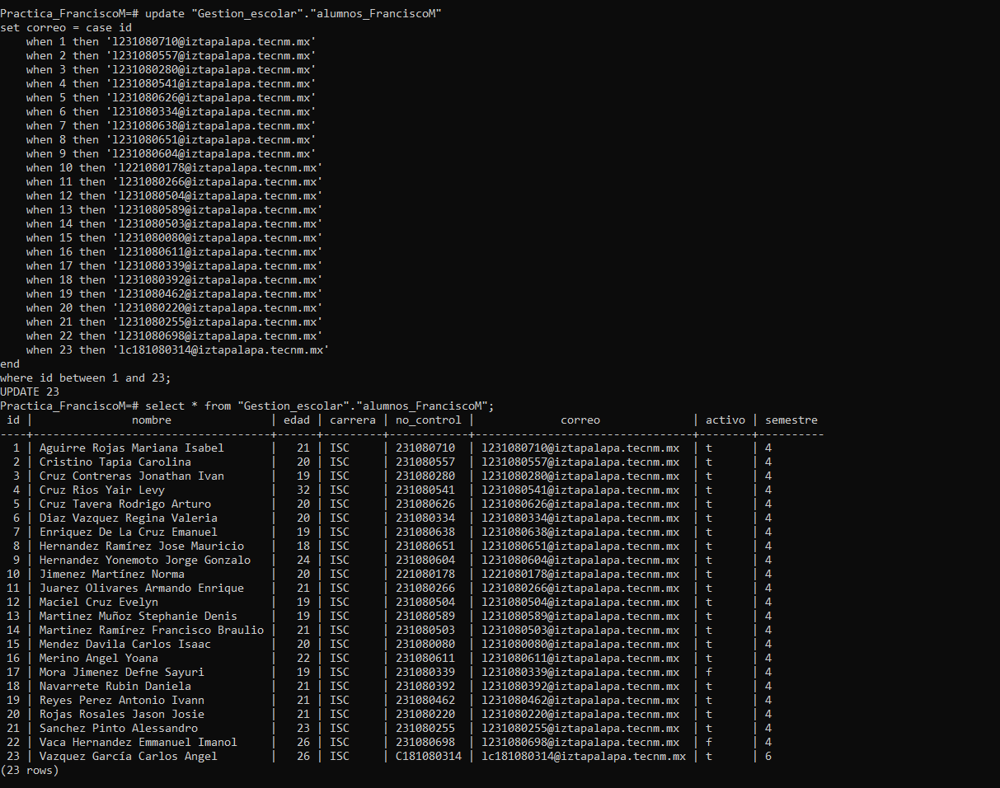 Practica_FranciscoM=# update "Gestion_escolar"."alumnos_FranciscoM"
set correo = case id
    when 1 then 'l231080710@iztapalapa.tecnm.mx'
    when 2 then 'l231080557@iztapalapa.tecnm.mx'
    when 3 then 'l231080280@iztapalapa.tecnm.mx'
    when 4 then 'l231080541@iztapalapa.tecnm.mx'
    when 5 then 'l231080626@iztapalapa.tecnm.mx'
    when 6 then 'l231080334@iztapalapa.tecnm.mx'
    when 7 then 'l231080638@iztapalapa.tecnm.mx'
    when 8 then 'l231080651@iztapalapa.tecnm.mx'
    when 9 then 'l231080604@iztapalapa.tecnm.mx'
    when 10 then 'l221080178@iztapalapa.tecnm.mx'
    when 11 then 'l231080266@iztapalapa.tecnm.mx'
    when 12 then 'l231080504@iztapalapa.tecnm.mx'
    when 13 then 'l231080589@iztapalapa.tecnm.mx'
    when 14 then 'l231080503@iztapalapa.tecnm.mx'
    when 15 then 'l231080080@iztapalapa.tecnm.mx'
    when 16 then 'l231080611@iztapalapa.tecnm.mx'
    when 17 then 'l231080339@iztapalapa.tecnm.mx'
    when 18 then 'l231080392@iztapalapa.tecnm.mx'
    when 19 then 'l231080462@iztapalapa.tecnm.mx'
    when 20 then 'l231080220@iztapalapa.tecnm.mx'
    when 21 then 'l231080255@iztapalapa.tecnm.mx'
    when 22 then 'l231080698@iztapalapa.tecnm.mx'
    when 23 then 'lc181080314@iztapalapa.tecnm.mx'
end
where id between 1 and 23;
UPDATE 23
Practica_FranciscoM=# select * from "Gestion_escolar"."alumnos_FranciscoM";
 id |               nombre               | edad | carrera | no_control |             correo              | activo | semestre
----+------------------------------------+------+---------+------------+---------------------------------+--------+----------
  1 | Aguirre Rojas Mariana Isabel       |   21 | ISC     | 231080710  | l231080710@iztapalapa.tecnm.mx  | t      | 4
  2 | Cristino Tapia Carolina            |   20 | ISC     | 231080557  | l231080557@iztapalapa.tecnm.mx  | t      | 4
  3 | Cruz Contreras Jonathan Ivan       |   19 | ISC     | 231080280  | l231080280@iztapalapa.tecnm.mx  | t      | 4
  4 | Cruz Rios Yair Levy                |   32 | ISC     | 231080541  | l231080541@iztapalapa.tecnm.mx  | t      | 4
  5 | Cruz Tavera Rodrigo Arturo         |   20 | ISC     | 231080626  | l231080626@iztapalapa.tecnm.mx  | t      | 4
  6 | Diaz Vazquez Regina Valeria        |   20 | ISC     | 231080334  | l231080334@iztapalapa.tecnm.mx  | t      | 4
  7 | Enriquez De La Cruz Emanuel        |   19 | ISC     | 231080638  | l231080638@iztapalapa.tecnm.mx  | t      | 4
  8 | Hernandez Ramírez Jose Mauricio    |   18 | ISC     | 231080651  | l231080651@iztapalapa.tecnm.mx  | t      | 4
  9 | Hernandez Yonemoto Jorge Gonzalo   |   24 | ISC     | 231080604  | l231080604@iztapalapa.tecnm.mx  | t      | 4
 10 | Jimenez Martínez Norma             |   20 | ISC     | 221080178  | l221080178@iztapalapa.tecnm.mx  | t      | 4
 11 | Juarez Olivares Armando Enrique    |   21 | ISC     | 231080266  | l231080266@iztapalapa.tecnm.mx  | t      | 4
 12 | Maciel Cruz Evelyn                 |   19 | ISC     | 231080504  | l231080504@iztapalapa.tecnm.mx  | t      | 4
 13 | Martinez Muñoz Stephanie Denis     |   19 | ISC     | 231080589  | l231080589@iztapalapa.tecnm.mx  | t      | 4
 14 | Martinez Ramírez Francisco Braulio |   21 | ISC     | 231080503  | l231080503@iztapalapa.tecnm.mx  | t      | 4
 15 | Mendez Davila Carlos Isaac         |   20 | ISC     | 231080080  | l231080080@iztapalapa.tecnm.mx  | t      | 4
 16 | Merino Angel Yoana                 |   22 | ISC     | 231080611  | l231080611@iztapalapa.tecnm.mx  | t      | 4
 17 | Mora Jimenez Defne Sayuri          |   19 | ISC     | 231080339  | l231080339@iztapalapa.tecnm.mx  | f      | 4
 18 | Navarrete Rubin Daniela            |   21 | ISC     | 231080392  | l231080392@iztapalapa.tecnm.mx  | t      | 4
 19 | Reyes Perez Antonio Ivann          |   21 | ISC     | 231080462  | l231080462@iztapalapa.tecnm.mx  | t      | 4
 20 | Rojas Rosales Jason Josie          |   21 | ISC     | 231080220  | l231080220@iztapalapa.tecnm.mx  | t      | 4
 21 | Sanchez Pinto Alessandro           |   23 | ISC     | 231080255  | l231080255@iztapalapa.tecnm.mx  | t      | 4
 22 | Vaca Hernandez Emmanuel Imanol     |   26 | ISC     | 231080698  | l231080698@iztapalapa.tecnm.mx  | f      | 4
 23 | Vazquez García Carlos Angel        |   26 | ISC     | C181080314 | lc181080314@iztapalapa.tecnm.mx | t      | 6
(23 rows)